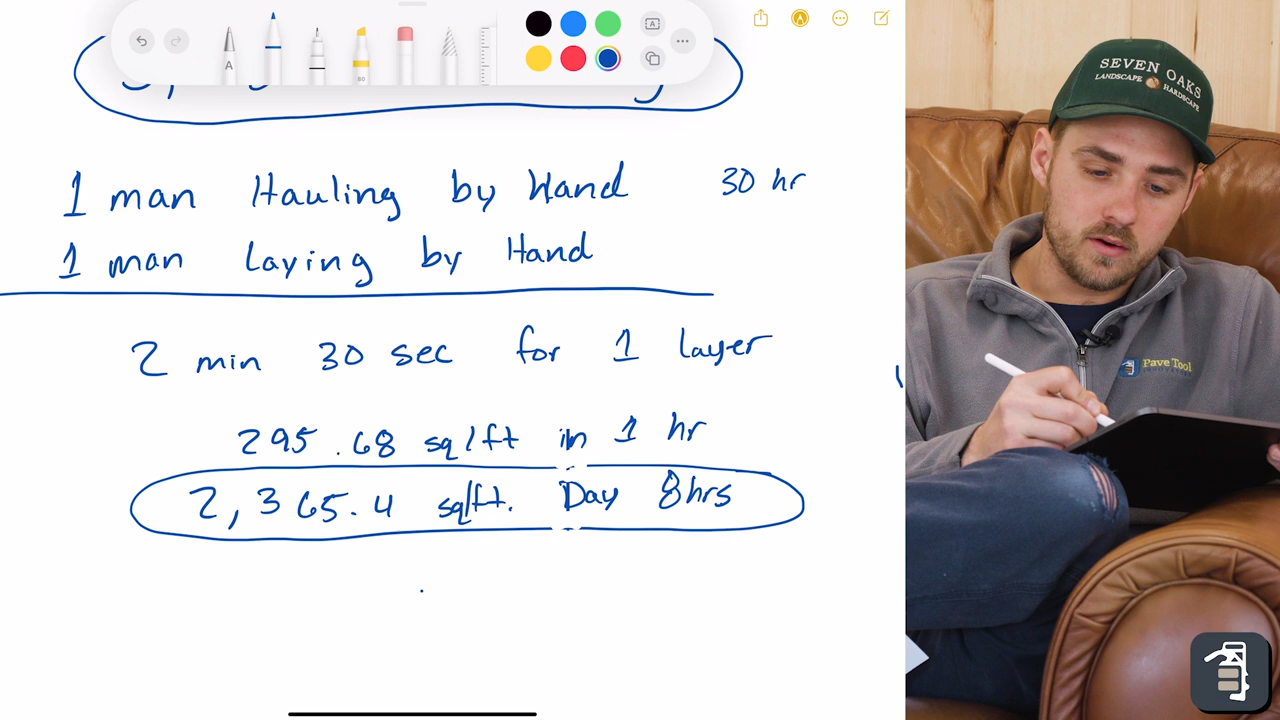 A
80
A
1 man Hauling by Hand 30 hr
1 man Laying by Hand
2 min 30 sec for 1 layer
295.68 sq/ft in 1 hr
2,365.4 sq/ft. Day 8hrs
SEVEN OAKS
LANDSCAPE HARDSCAPE
Pave Tool